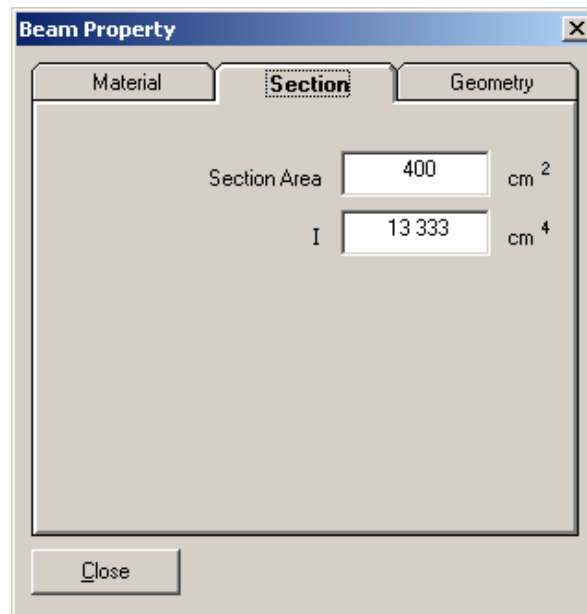 Beam Property
Material Section Geometry
Section Area 400 cm 2
I 13 333 cm 4
Close